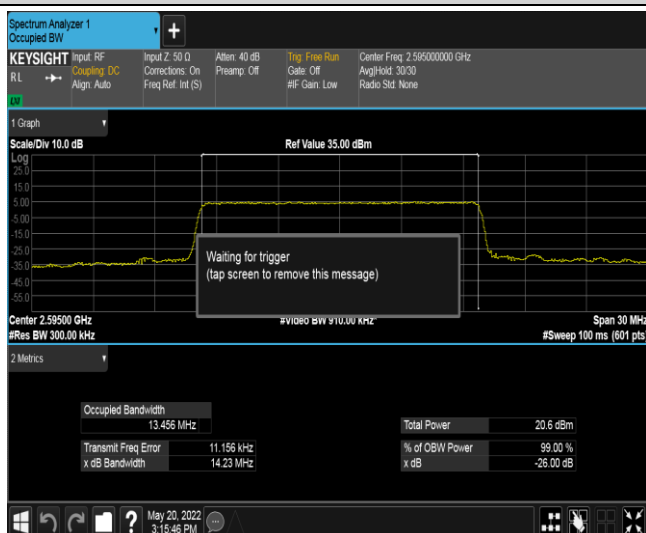 Spectrum Analyzer 1
Occupied BW
+
KEYSIGHT
RL
Input: RF
Coupling: DC
Align: Auto
Input Z: 50 Ω
Corrections: On
Freq Ref: Int (S)
Atten: 40 dB
Preamp: Off
Trig: Free Run
Gate: Off
#IF Gain: Low
Center Freq: 2.595000000 GHz
Avg|Hold: 30/30
Radio Std: None
1 Graph
Scale/Div 10.0 dB
Ref Value 35.00 dBm
Log
25.0
15.0
5.00
-5.00
-15.0
-25.0
-35.0
-45.0
-55.0
Waiting for trigger
(tap screen to remove this message)
Center 2.59500 GHz
#Video BW 910.00 kHz*
Span 30 MHz
#Res BW 300.00 kHz
#Sweep 100 ms (601 pts)
2 Metrics
Occupied Bandwidth
13.456 MHz
Total Power 20.6 dBm
Transmit Freq Error 11.156 kHz
% of OBW Power 99.00 %
x dB Bandwidth 14.23 MHz
x dB -26.00 dB
?
May 20, 2022
3:15:46 PM